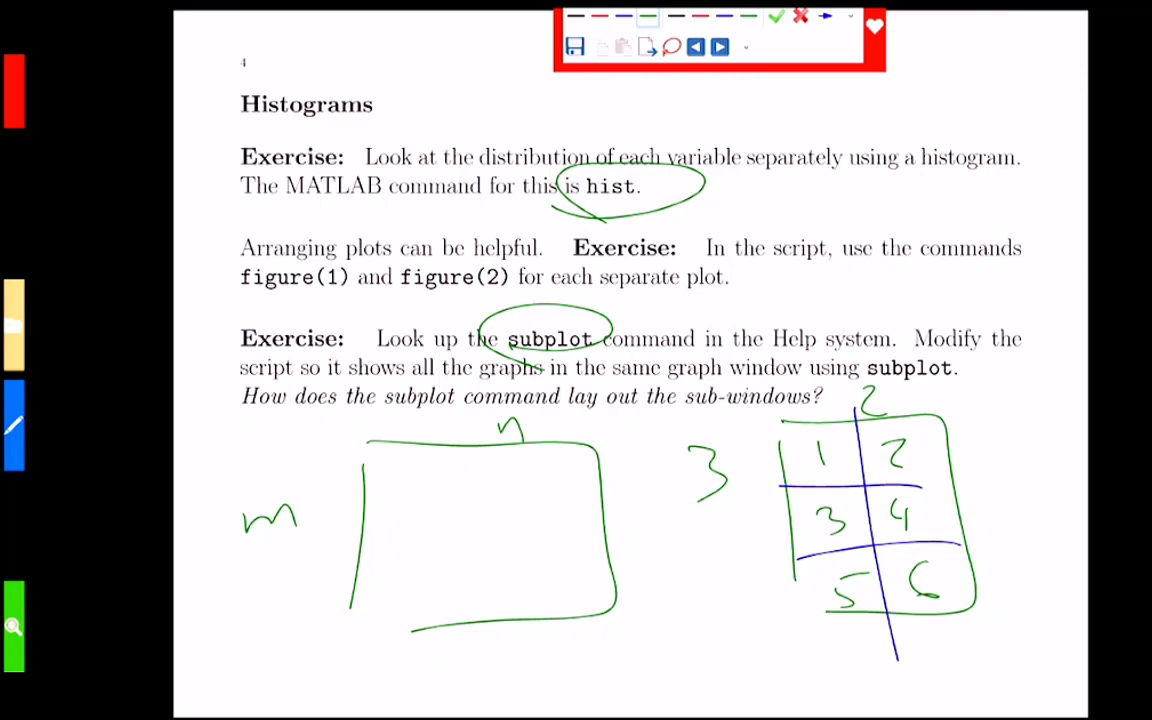 4
Histograms
Exercise: Look at the distribution of each variable separately using a histogram.
The MATLAB command for this is hist.
Arranging plots can be helpful. Exercise: In the script, use the commands
figure(1) and figure(2) for each separate plot.
Exercise: Look up the subplot command in the Help system. Modify the
script so it shows all the graphs in the same graph window using subplot.
How does the subplot command lay out the sub-windows?
n
m
2
3
1 2
3 4
5 6